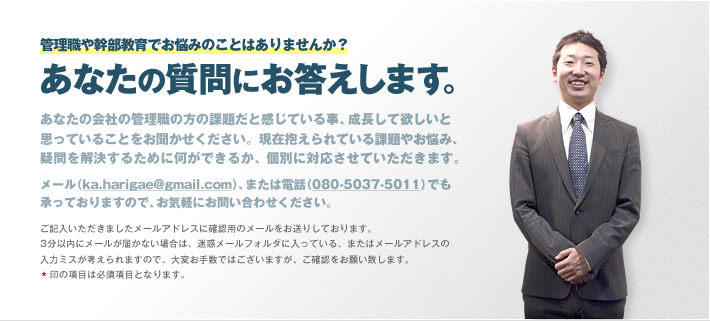 管理職や幹部教育でお悩みのことはありませんか？
あなたの質問にお答えします。
あなたの会社の管理職の方の課題だと感じている事、成長して欲しいと
思っていることをお聞かせください。現在抱えられている課題やお悩み、
疑問を解決するために何ができるか、個別に対応させていただきます。
メール（ka.harigae@gmail.com）、または電話（080-5037-5011）でも
承っておりますので、お気軽にお問い合わせください。
ご記入いただきましたメールアドレスに確認用のメールをお送りしております。
3分以内にメールが届かない場合は、迷惑メールフォルダに入っている、またはメールアドレスの
入力ミスが考えられますので、大変お手数ではございますが、ご確認をお願い致します。
* 印の項目は必須項目となります。